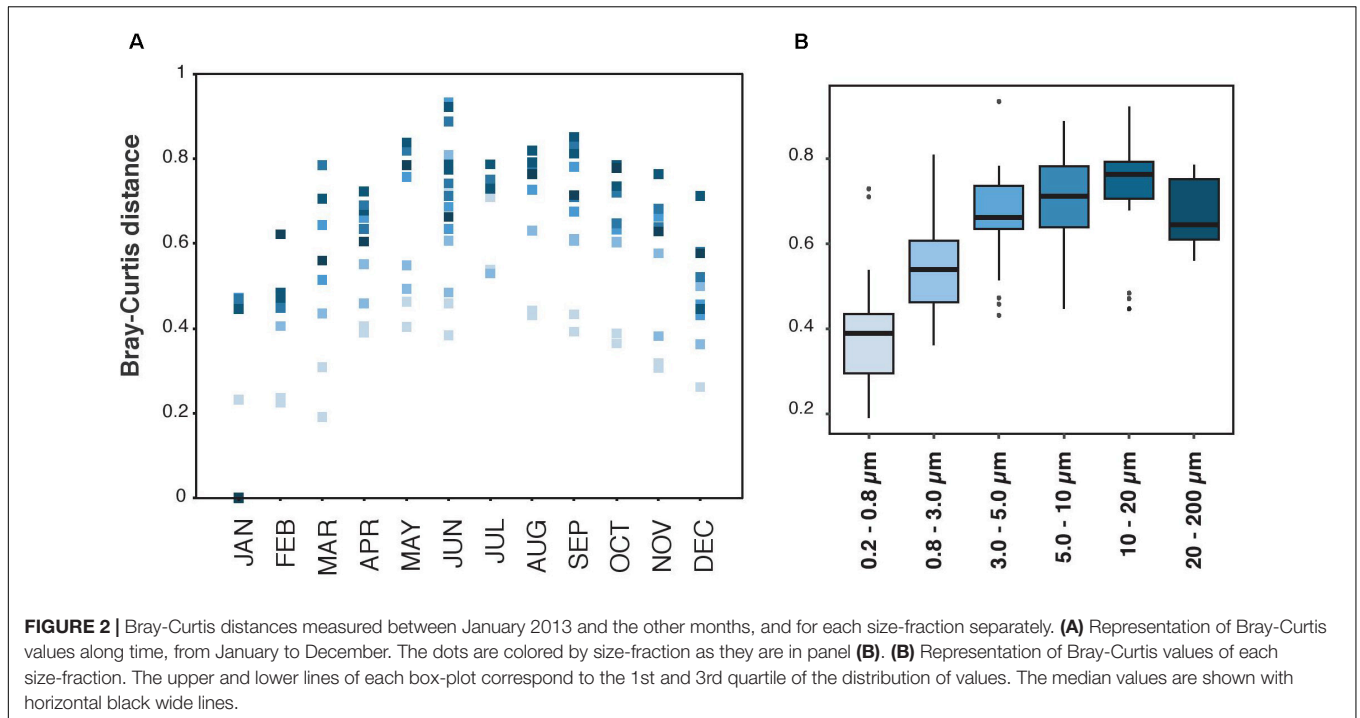 A
B
1
0.8
0.6
0.4
0.2
0
Bray-Curtis distance
JAN
FEB
MAR
APR
MAY
JUN
JUL
AUG
SEP
OCT
NOV
DEC
0.8
0.6
0.4
0.2
0.2 - 0.8 µm
0.8 - 3.0 µm
3.0 - 5.0 µm
5.0 - 10 µm
10 - 20 µm
20 - 200 µm
FIGURE 2 | Bray-Curtis distances measured between January 2013 and the other months, and for each size-fraction separately. (A) Representation of Bray-Curtis
values along time, from January to December. The dots are colored by size-fraction as they are in panel (B). (B) Representation of Bray-Curtis values of each
size-fraction. The upper and lower lines of each box-plot correspond to the 1st and 3rd quartile of the distribution of values. The median values are shown with
horizontal black wide lines.